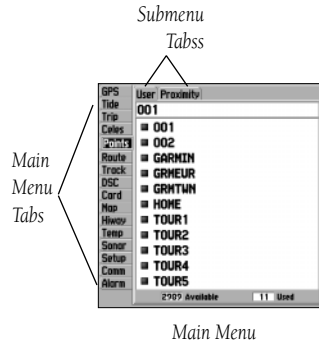 Submenu
Tabss
GPS
Tide
Trip
Celes
Points
Route
Track
DSC
Card
Map
Hiway
Temp
Sonar
Setup
Comm
Alarm
User Proximity
001
001
002
GARMIN
GRMEUR
GRMTWN
HOME
TOUR1
TOUR2
TOUR3
TOUR4
TOUR5
2989 Available 11 Used
Main
Menu
Tabs
Main Menu